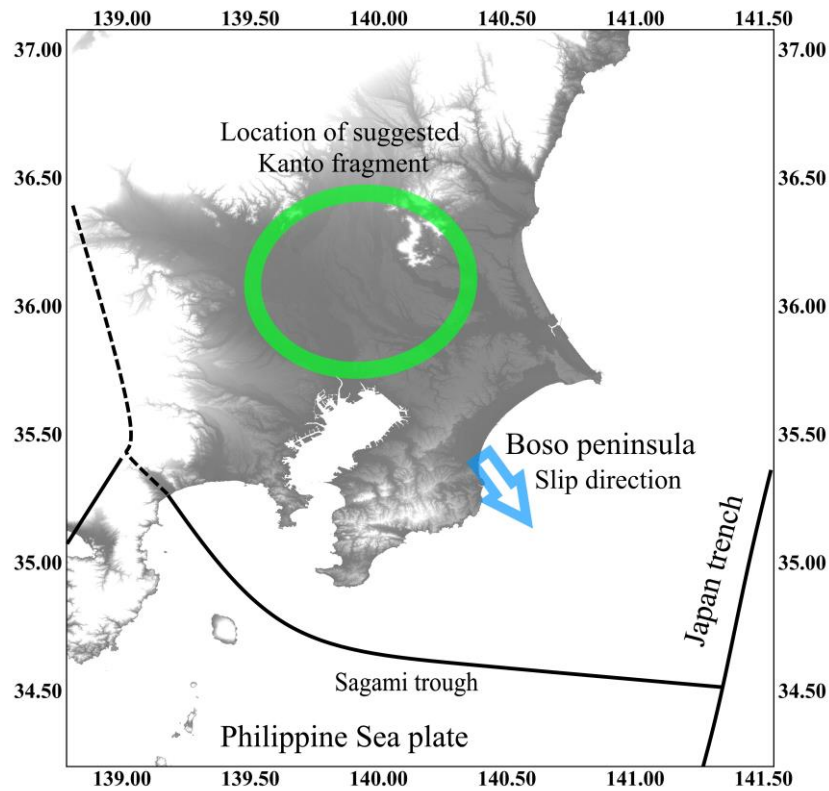 139.00 139.50 140.00 140.50 141.00 141.50
37.00 37.00
Location of suggested
Kanto fragment
36.50 36.50
36.00 36.00
35.50 35.50
Boso peninsula
Slip direction
35.00 35.00
Japan trench
34.50 34.50
Sagami trough
Philippine Sea plate
139.00 139.50 140.00 140.50 141.00 141.50